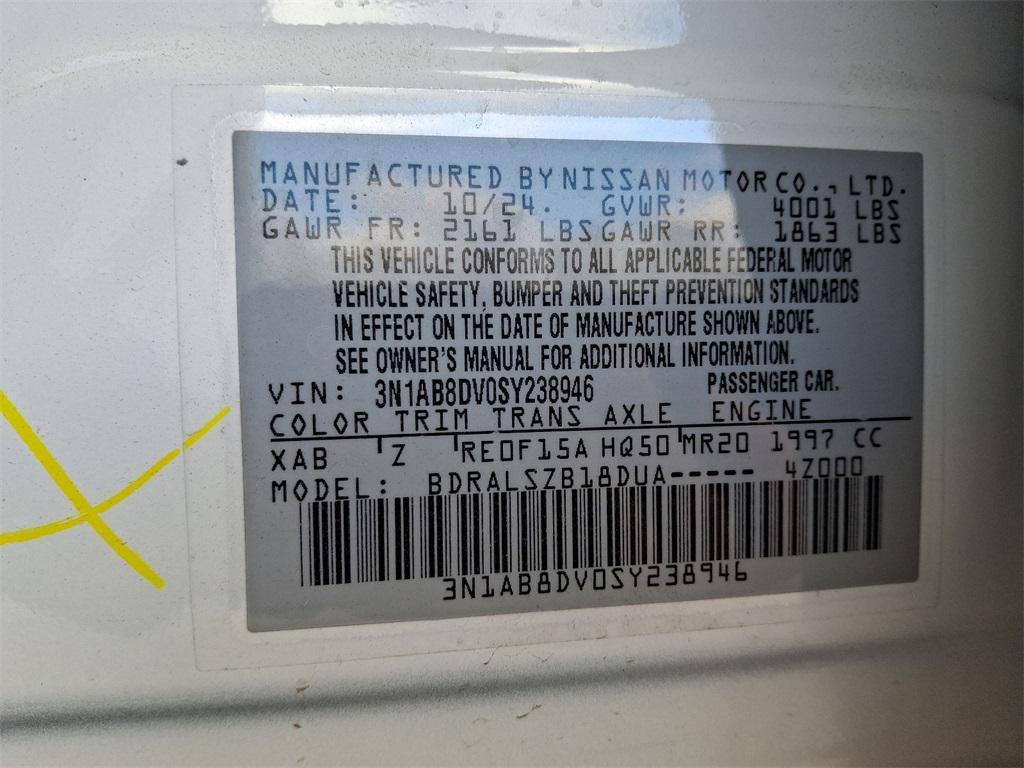 MANUFACTURED BY NISSAN MOTOR CO., LTD.
DATE: 10/24. GVWR: 4001 LBS
GAWR FR: 2161 LBS GAWR RR: 1863 LBS
THIS VEHICLE CONFORMS TO ALL APPLICABLE FEDERAL MOTOR
VEHICLE SAFETY, BUMPER AND THEFT PREVENTION STANDARDS
IN EFFECT ON THE DATE OF MANUFACTURE SHOWN ABOVE.
SEE OWNER'S MANUAL FOR ADDITIONAL INFORMATION.
VIN: 3N1AB8DV0SY238946 PASSENGER CAR.
COLOR TRIM TRANS AXLE ENGINE
XAB Z RE0F15A HQ50 MR20 1997 CC
MODEL: BDRALSZB18DUA----- 4Z000
3N1AB8DV0SY238946